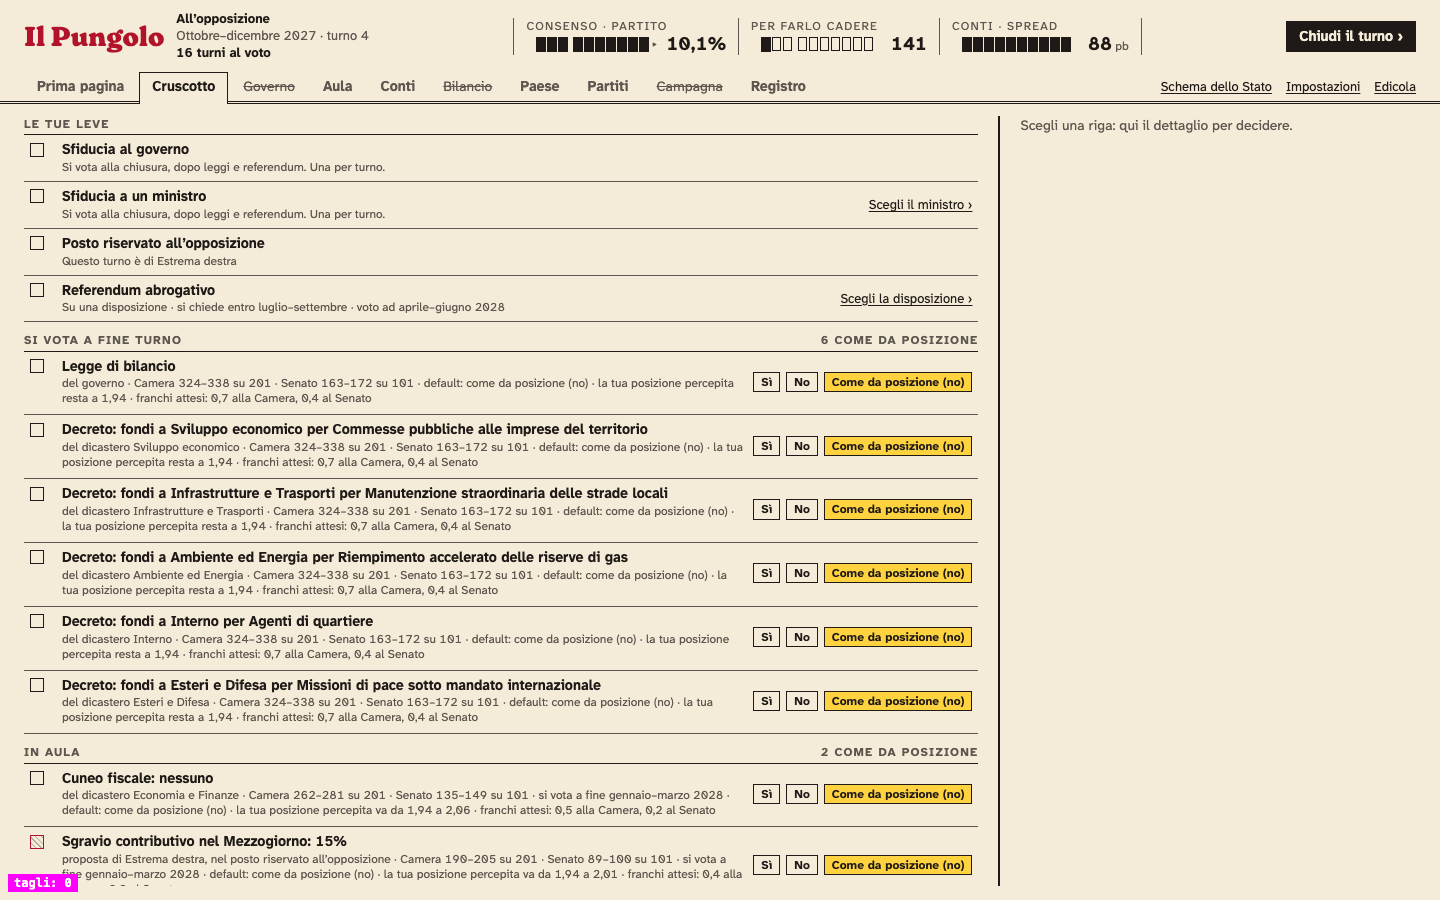 Il Pungolo
All’opposizione
Ottobre–dicembre 2027 · turno 4
16 turni al voto
CONSENSO · PARTITO
10,1%
PER FARLO CADERE
141
CONTI · SPREAD
88 pb
Chiudi il turno ›
Prima pagina
Cruscotto
Governo
Aula
Conti
Bilancio
Paese
Partiti
Campagna
Registro
Schema dello Stato
Impostazioni
Edicola
LE TUE LEVE
Sfiducia al governo
Si vota alla chiusura, dopo leggi e referendum. Una per turno.
Sfiducia a un ministro
Si vota alla chiusura, dopo leggi e referendum. Una per turno.
Scegli il ministro ›
Posto riservato all’opposizione
Questo turno è di Estrema destra
Referendum abrogativo
Su una disposizione · si chiede entro luglio–settembre · voto ad aprile–giugno 2028
Scegli la disposizione ›
SI VOTA A FINE TURNO
6 COME DA POSIZIONE
Legge di bilancio
del governo · Camera 324–338 su 201 · Senato 163–172 su 101 · default: come da posizione (no) · la tua posizione percepita
resta a 1,94 · franchi attesi: 0,7 alla Camera, 0,4 al Senato
Sì No Come da posizione (no)
Decreto: fondi a Sviluppo economico per Commesse pubbliche alle imprese del territorio
del dicastero Sviluppo economico · Camera 324–338 su 201 · Senato 163–172 su 101 · default: come da posizione (no) · la tua
posizione percepita resta a 1,94 · franchi attesi: 0,7 alla Camera, 0,4 al Senato
Sì No Come da posizione (no)
Decreto: fondi a Infrastrutture e Trasporti per Manutenzione straordinaria delle strade locali
del dicastero Infrastrutture e Trasporti · Camera 324–338 su 201 · Senato 163–172 su 101 · default: come da posizione (no) ·
la tua posizione percepita resta a 1,94 · franchi attesi: 0,7 alla Camera, 0,4 al Senato
Sì No Come da posizione (no)
Decreto: fondi a Ambiente ed Energia per Riempimento accelerato delle riserve di gas
del dicastero Ambiente ed Energia · Camera 324–338 su 201 · Senato 163–172 su 101 · default: come da posizione (no) · la
tua posizione percepita resta a 1,94 · franchi attesi: 0,7 alla Camera, 0,4 al Senato
Sì No Come da posizione (no)
Decreto: fondi a Interno per Agenti di quartiere
del dicastero Interno · Camera 324–338 su 201 · Senato 163–172 su 101 · default: come da posizione (no) · la tua posizione
percepita resta a 1,94 · franchi attesi: 0,7 alla Camera, 0,4 al Senato
Sì No Come da posizione (no)
Decreto: fondi a Esteri e Difesa per Missioni di pace sotto mandato internazionale
del dicastero Esteri e Difesa · Camera 324–338 su 201 · Senato 163–172 su 101 · default: come da posizione (no) · la tua
posizione percepita resta a 1,94 · franchi attesi: 0,7 alla Camera, 0,4 al Senato
Sì No Come da posizione (no)
IN AULA
2 COME DA POSIZIONE
Cuneo fiscale: nessuno
del dicastero Economia e Finanze · Camera 262–281 su 201 · Senato 135–149 su 101 · si vota a fine gennaio–marzo 2028 ·
default: come da posizione (no) · la tua posizione percepita va da 1,94 a 2,06 · franchi attesi: 0,5 alla Camera, 0,2 al Senato
Sì No Come da posizione (no)
Sgravio contributivo nel Mezzogiorno: 15%
proposta di Estrema destra, nel posto riservato all’opposizione · Camera 190–205 su 201 · Senato 89–100 su 101 · si vota a
fine gennaio–marzo 2028 · default: come da posizione (no) · la tua posizione percepita va da 1,94 a 2,01 · franchi attesi: 0,4 alla
Sì No Come da posizione (no)
Scegli una riga: qui il dettaglio per decidere.
tagli: 0